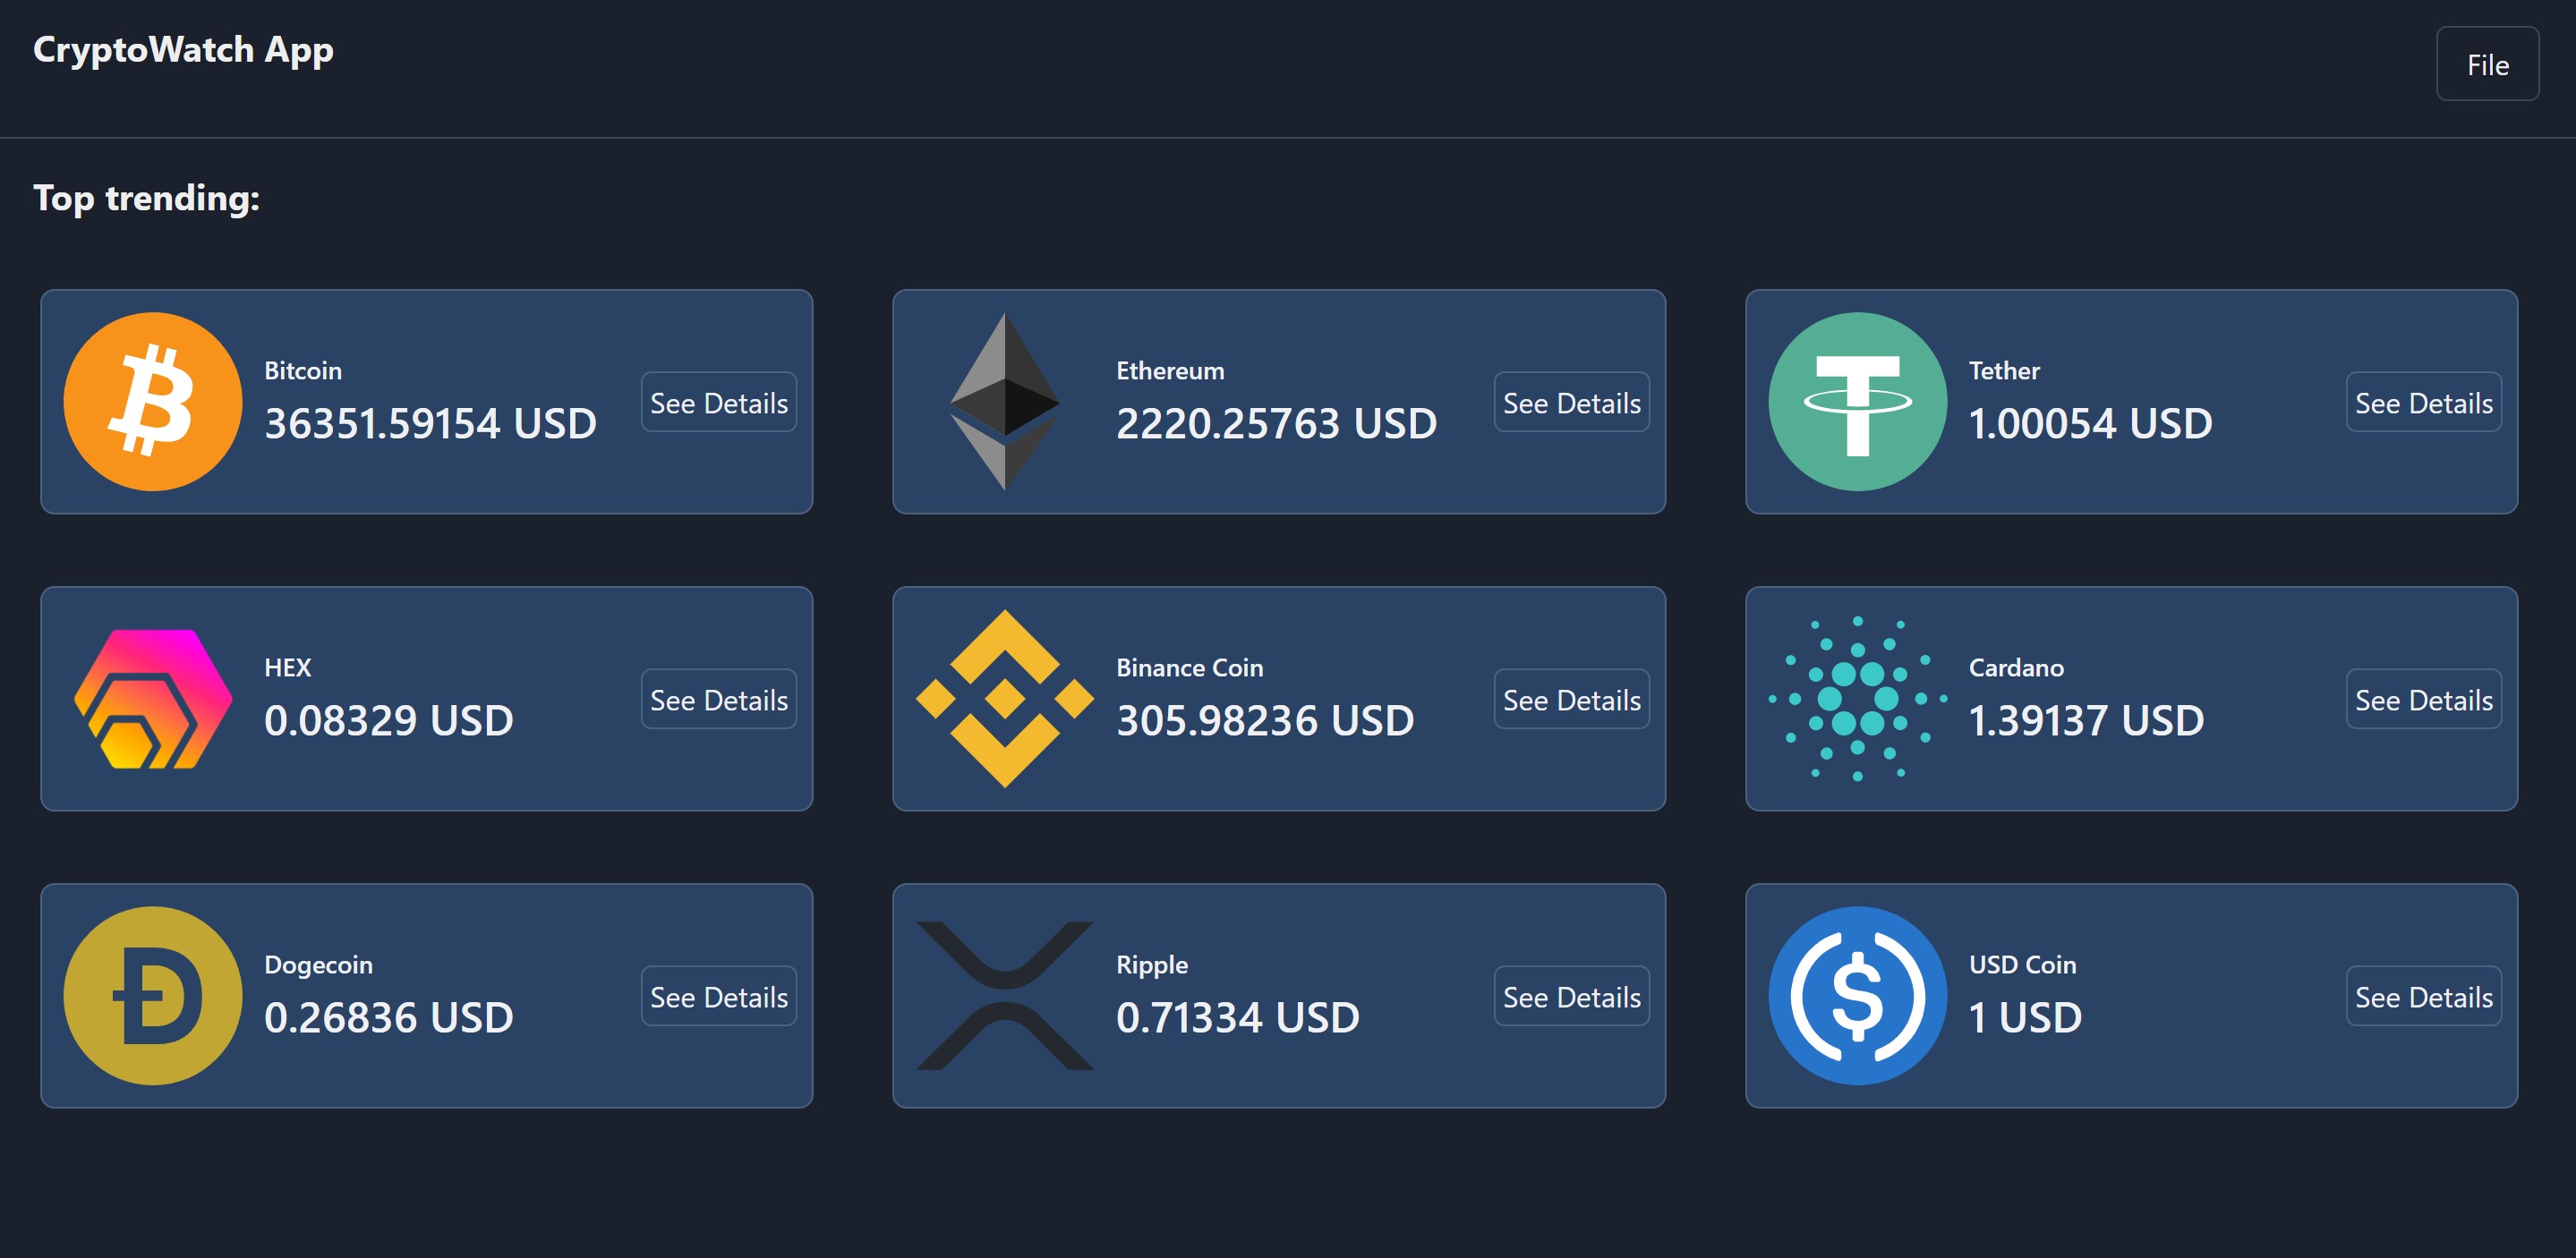 CryptoWatch App
File
Top trending:
Bitcoin
36351.59154 USD
See Details
Ethereum
2220.25763 USD
See Details
Tether
1.00054 USD
See Details
HEX
0.08329 USD
See Details
Binance Coin
305.98236 USD
See Details
Cardano
1.39137 USD
See Details
Dogecoin
0.26836 USD
See Details
Ripple
0.71334 USD
See Details
USD Coin
1 USD
See Details